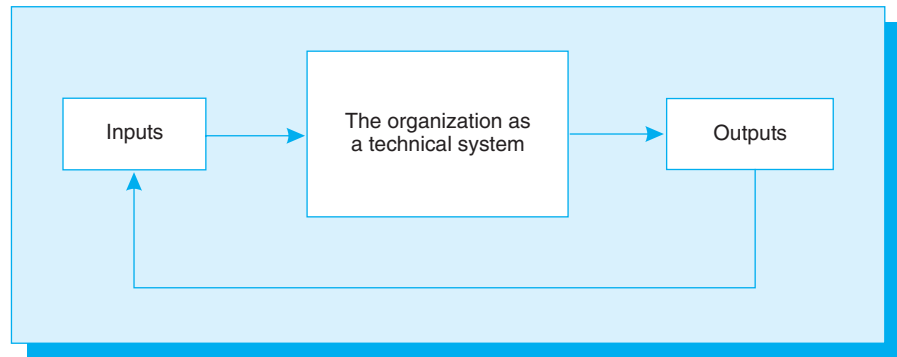 Inputs
The organization as
a technical system
Outputs